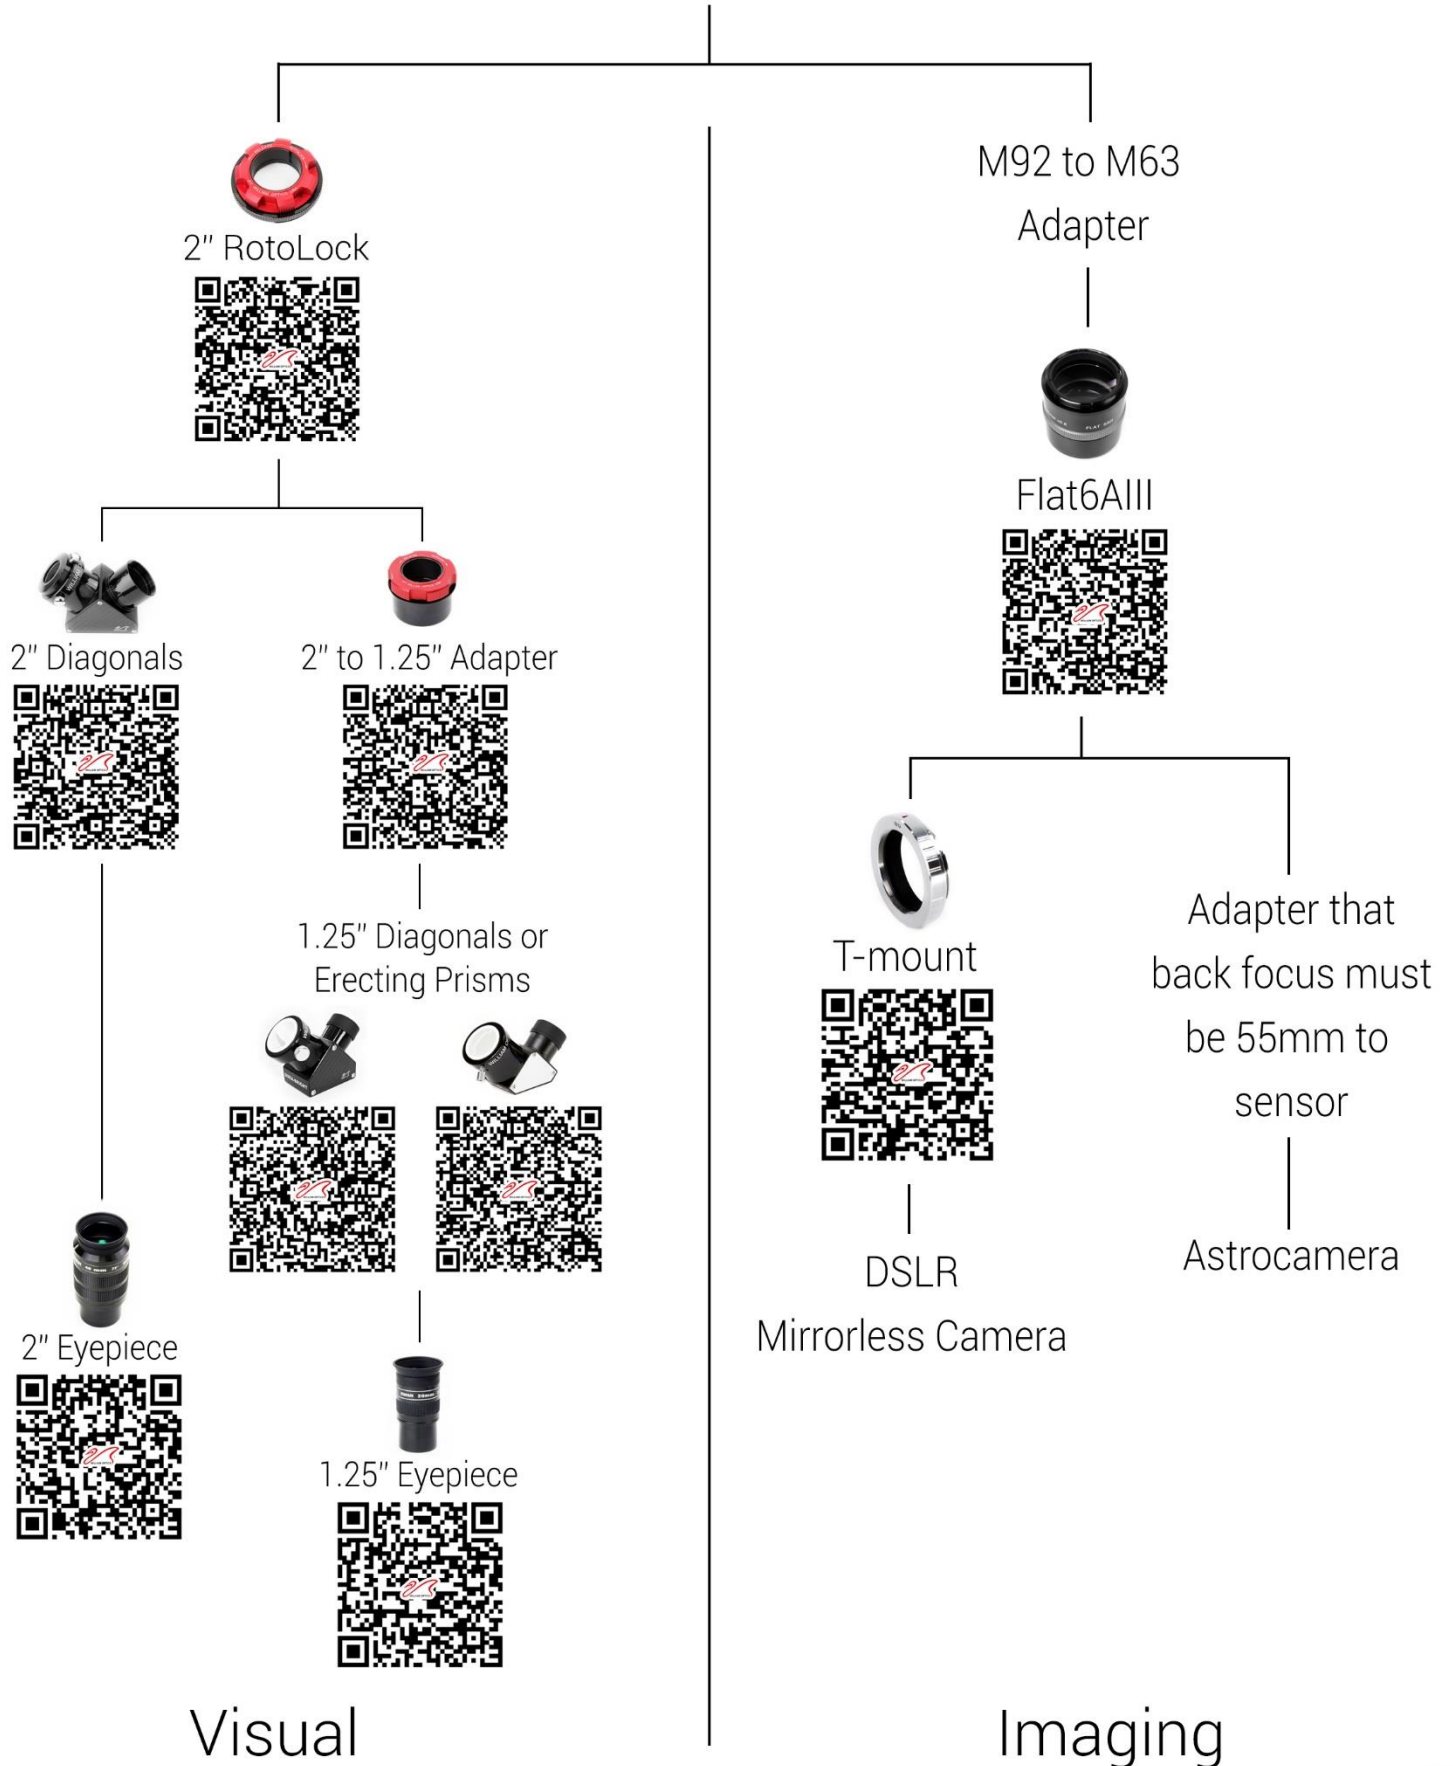 2" RotoLock
2" Diagonals
2" to 1.25" Adapter
1.25" Diagonals or
Erecting Prisms
2" Eyepiece
1.25" Eyepiece
Visual
M92 to M63
Adapter
Flat6AIII
T-mount
DSLR
Mirrorless Camera
Adapter that
back focus must
be 55mm to
sensor
Astrocamera
Imaging